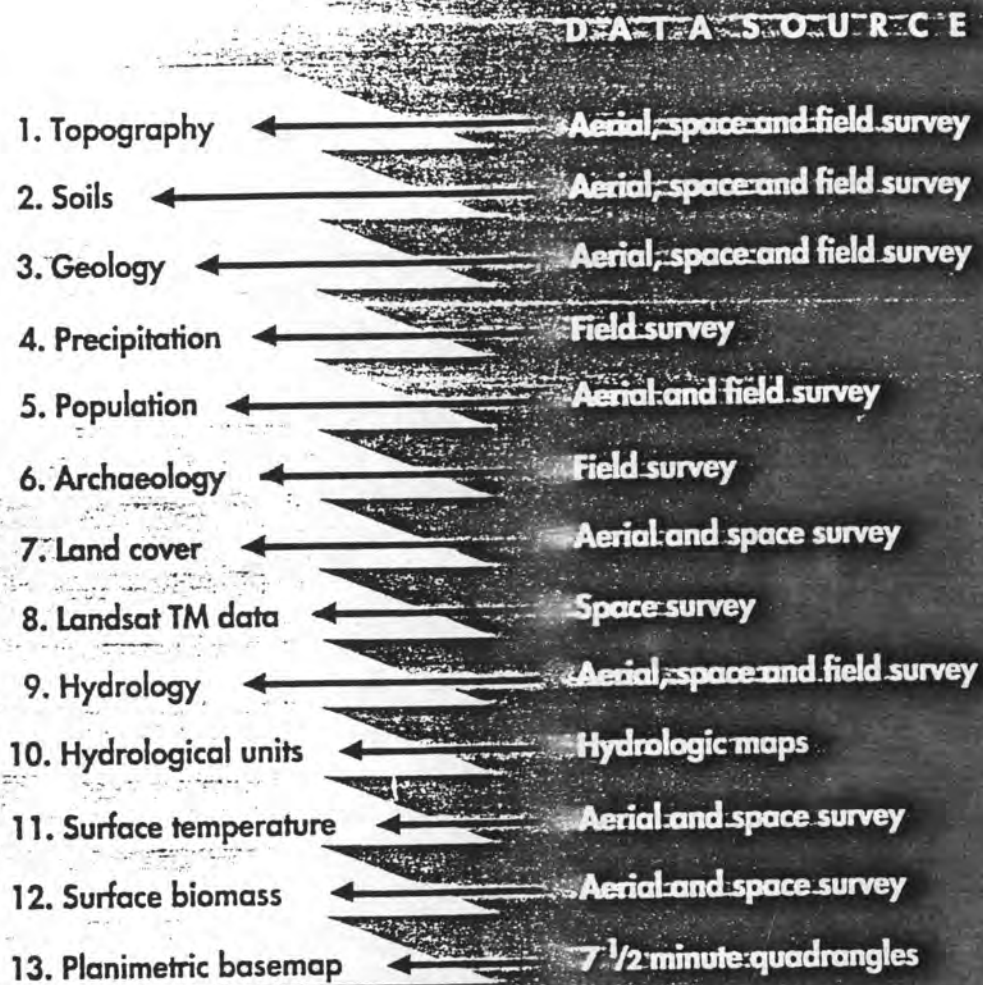 DATA SOURCE
1. Topography Aerial, space and field survey
2. Soils Aerial, space and field survey
3. Geology Aerial, space and field survey
4. Precipitation Field survey
5. Population Aerial and field survey
6. Archaeology Field survey
7. Land cover Aerial and space survey
8. Landsat TM data Space survey
9. Hydrology Aerial, space and field survey
10. Hydrological units Hydrologic maps
11. Surface temperature Aerial and space survey
12. Surface biomass Aerial and space survey
13. Planimetric basemap 7 1/2 minute quadrangles